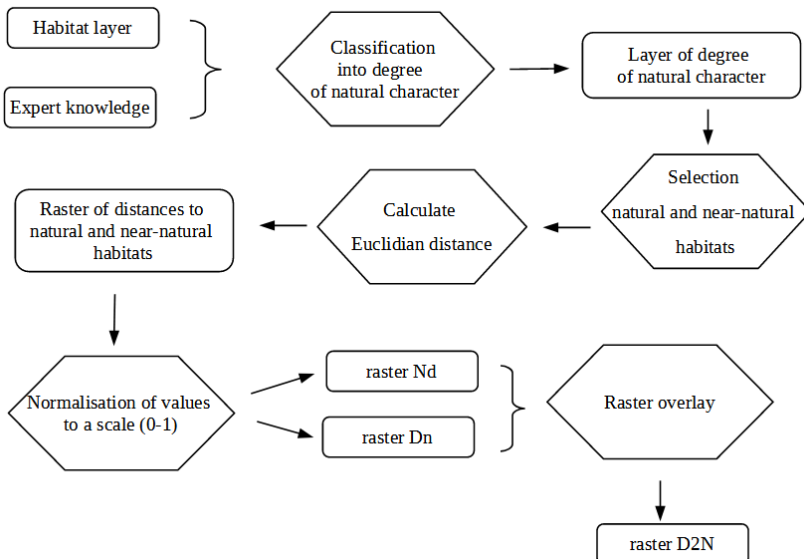 Habitat layer
Expert knowledge
Classification
into degree
of natural character
Layer of degree
of natural character
Selection
natural and near-natural
habitats
Calculate
Euclidian distance
Raster of distances to
natural and near-natural
habitats
Normalisation of values
to a scale (0-1)
raster Nd
raster Dn
Raster overlay
raster D2N